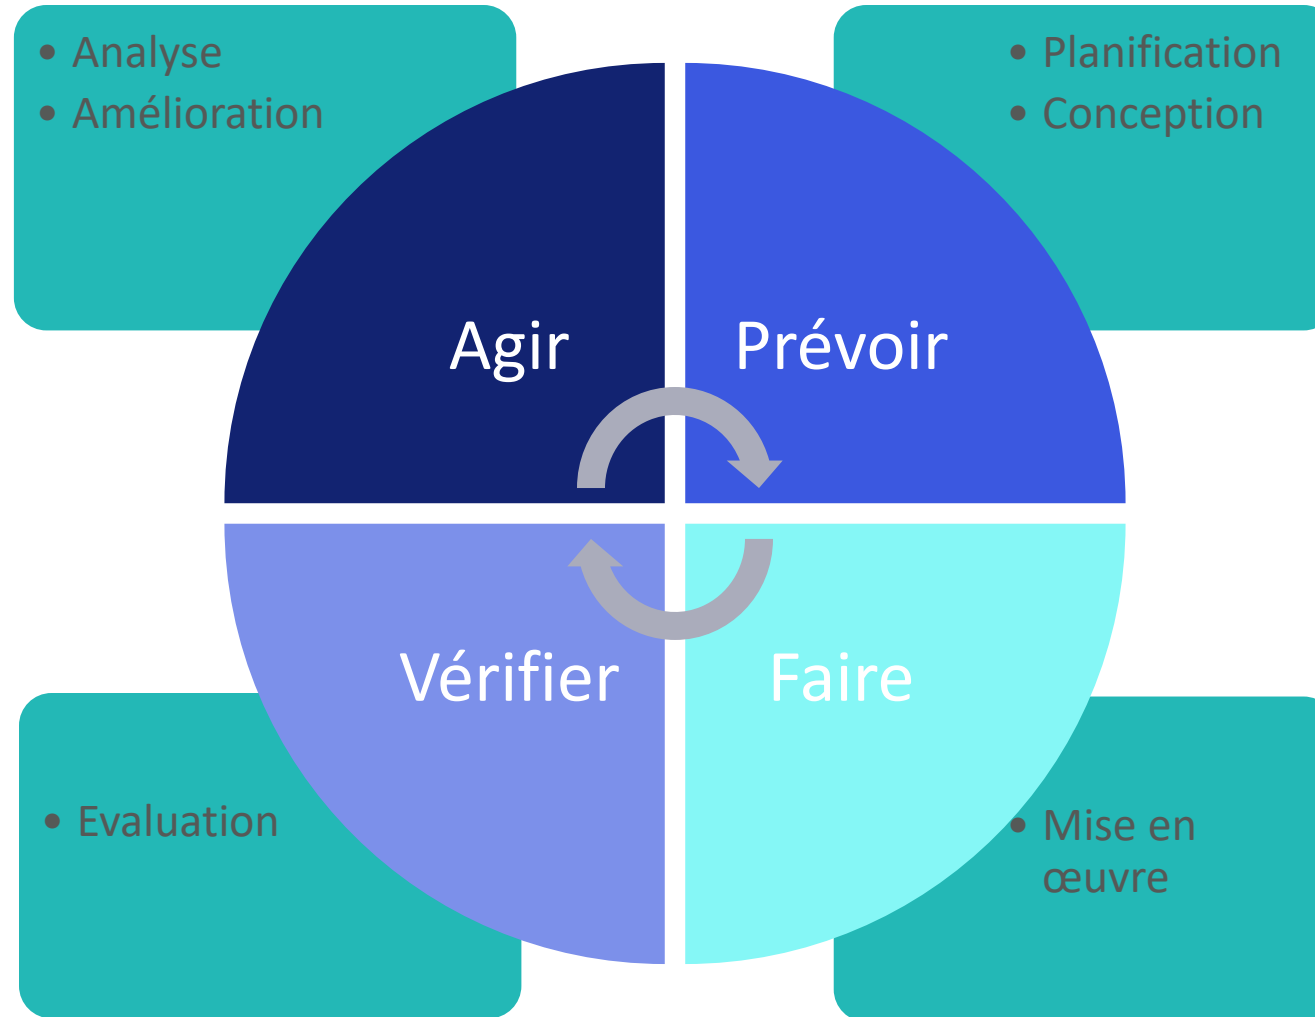 • Analyse
• Amélioration
• Planification
• Conception
Agir
Prévoir
Vérifier
Faire
• Evaluation
• Mise en
œuvre